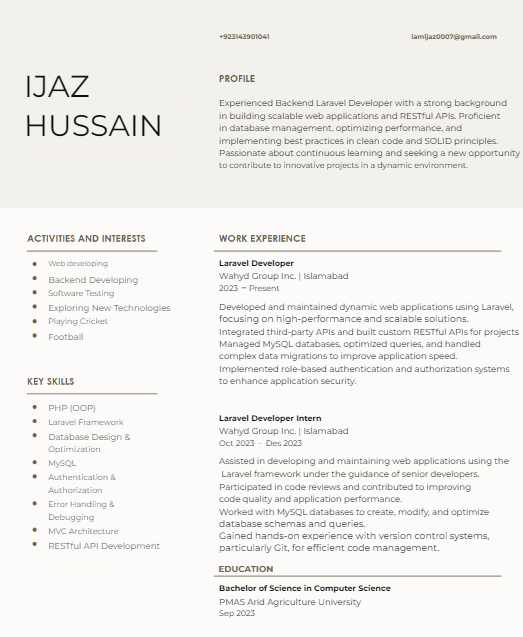 +923143901041
iamijaz0007@gmail.com
IJAZ
HUSSAIN
PROFILE
Experienced Backend Laravel Developer with a strong background
in building scalable web applications and RESTful APIs. Proficient
in database management, optimizing performance, and
implementing best practices in clean code and SOLID principles.
Passionate about continuous learning and seeking a new opportunity
to contribute to innovative projects in a dynamic environment.
ACTIVITIES AND INTERESTS
Web developing
Backend Developing
Software Testing
Exploring New Technologies
Playing Cricket
Football
KEY SKILLS
PHP (OOP)
Laravel Framework
Database Design &
Optimization
MySQL
Authentication &
Authorization
Error Handling &
Debugging
MVC Architecture
RESTful API Development
WORK EXPERIENCE
Laravel Developer
Wahyd Group Inc. | Islamabad
2023 – Present
Developed and maintained dynamic web applications using Laravel,
focusing on high-performance and scalable solutions.
Integrated third-party APIs and built custom RESTful APIs for projects
Managed MySQL databases, optimized queries, and handled
complex data migrations to improve application speed.
Implemented role-based authentication and authorization systems
to enhance application security.
Laravel Developer Intern
Wahyd Group Inc. | Islamabad
Oct 2023 - Des 2023
Assisted in developing and maintaining web applications using the
Laravel framework under the guidance of senior developers.
Participated in code reviews and contributed to improving
code quality and application performance.
Worked with MySQL databases to create, modify, and optimize
database schemas and queries.
Gained hands-on experience with version control systems,
particularly Git, for efficient code management.
EDUCATION
Bachelor of Science in Computer Science
PMAS Arid Agriculture University
Sep 2023